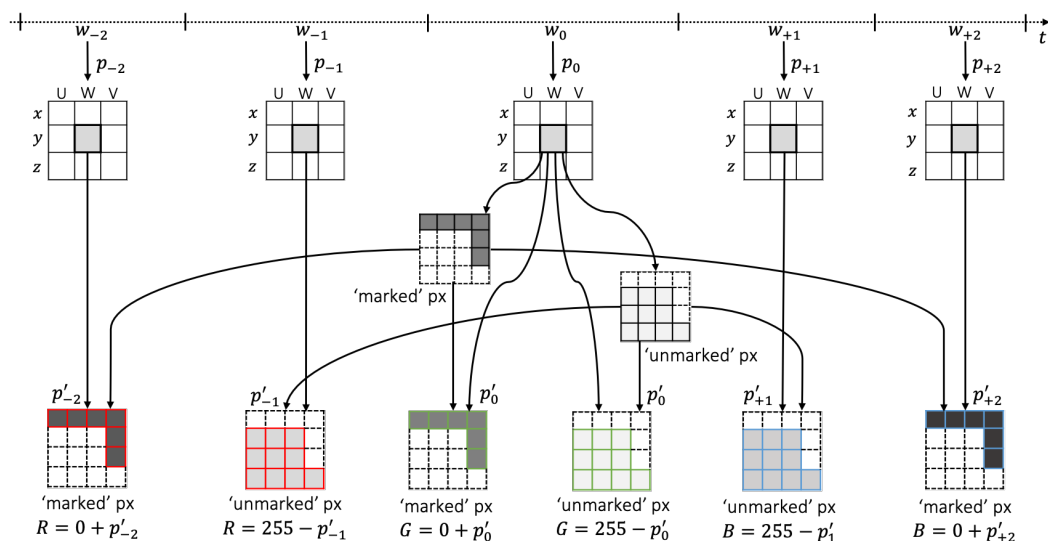 w₋₂ w₋₁ w₀ w₊₁ w₊₂ t
p₋₂ p₋₁ p₀ p₊₁ p₊₂
U W V U W V U W V U W V U W V
x x x x x
y y y y y
z z z z z
'marked' px
'unmarked' px
p′₋₂ p′₋₁ p′₀ p′₀ p′₊₁ p′₊₂
'marked' px 'unmarked' px 'marked' px 'unmarked' px 'unmarked' px 'marked' px
R = 0 + p′₋₂ R = 255 − p′₋₁ G = 0 + p′₀ G = 255 − p′₀ B = 255 − p′₁ B = 0 + p′₊₂